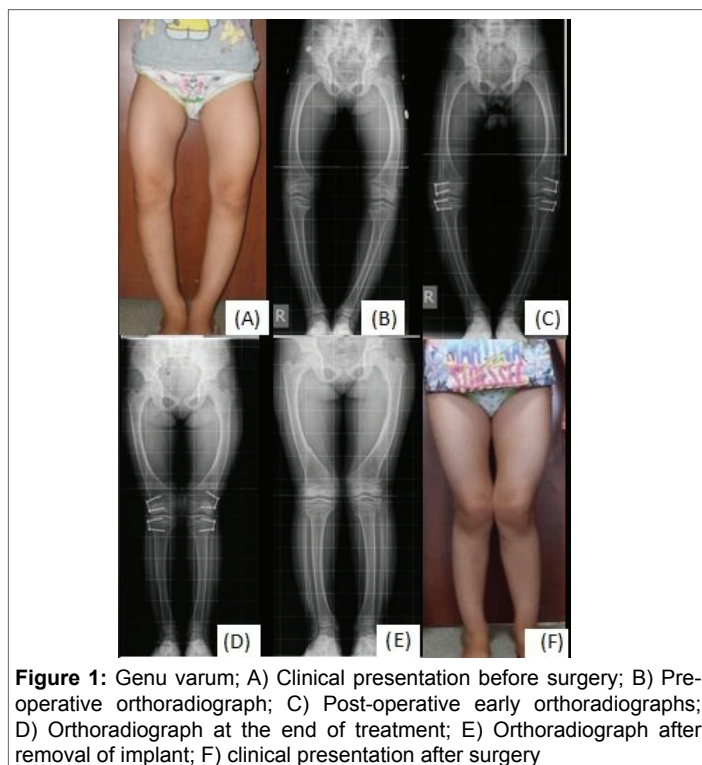 (A)
(B)
(C)
R
R
(D)
(E)
(F)
Figure 1: Genu varum; A) Clinical presentation before surgery; B) Pre-
operative orthoradiograph; C) Post-operative early orthoradiographs;
D) Orthoradiograph at the end of treatment; E) Orthoradiograph after
removal of implant; F) clinical presentation after surgery